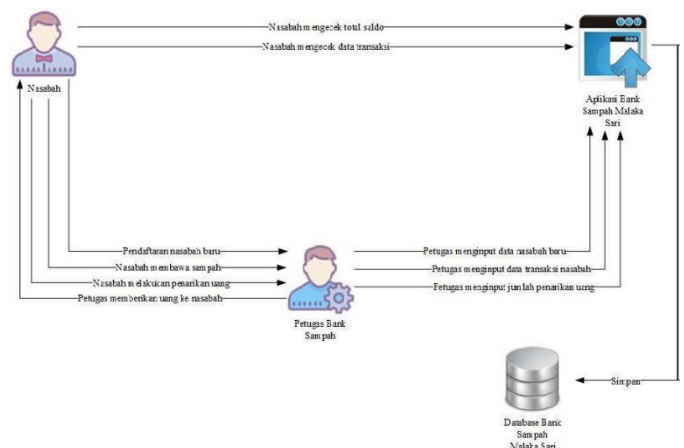 Nasabah mengecek total saldo
Nasabah mengecek data transaksi
Nasabah
Aplikasi Bank
Sampah Malaka
Sari
Pendaftaran nasabah baru
Nasabah membawa sampah
Nasabah melakukan penarikan uang
Petugas memberikan uang ke nasabah
Petugas menginput data nasabah baru
Petugas menginput data transaksi nasabah
Petugas menginput jumlah penarikan uang
Petugas Bank
Sampah
Simpan
Database Bank
Sampah
Malaka Sari